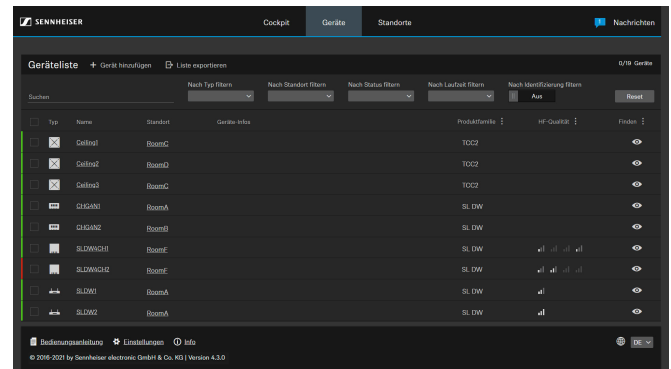 SENNHEISER Cockpit Geräte Standorte Nachrichten
Geräteliste + Gerät hinzufügen Liste exportieren 0/19 Geräte
Nach Typ filtern Nach Standort filtern Nach Status filtern Nach Laufzeit filtern Nach Identifizierung filtern
Suchen Aus Reset
Typ Name Standort Geräte-Infos Produktfamilie HF-Qualität Finden
Ceiling1 RoomC TCC2
Ceiling2 RoomD TCC2
Ceiling3 RoomC TCC2
CHG4N1 RoomA SL DW
CHG4N2 RoomB SL DW
SLDW4CH1 RoomF SL DW
SLDW4CH2 RoomF SL DW
SLDW1 RoomA SL DW
SLDW2 RoomA SL DW
Bedienungsanleitung Einstellungen Info DE
© 2016-2021 by Sennheiser electronic GmbH & Co. KG | Version 4.3.0